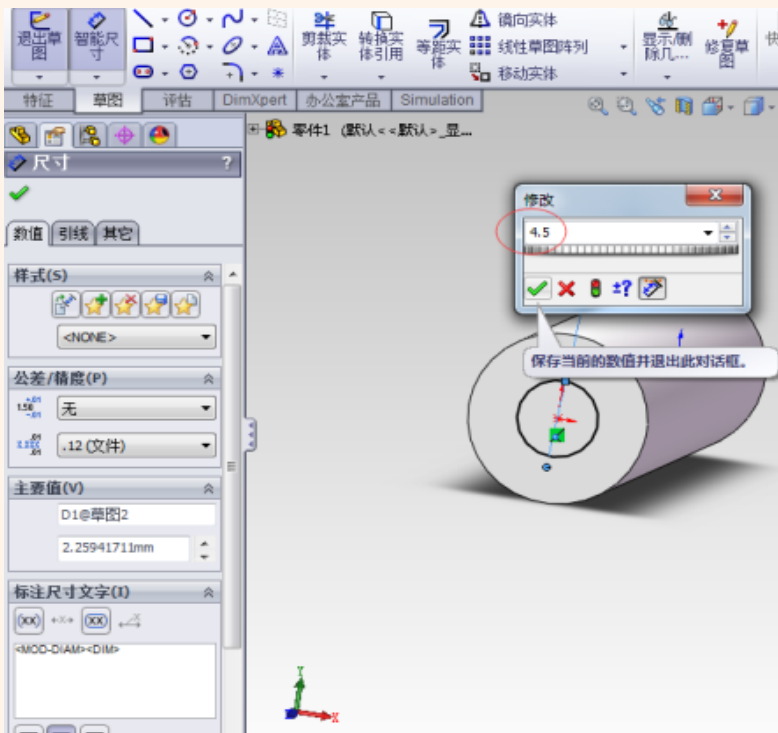 退出草图
智能尺寸
剪裁实体
转换实体引用
等距实体
镜向实体
线性草图阵列
移动实体
显示/删除几...
修复草图
快
特征
草图
评估
DimXpert
办公室产品
Simulation
零件1 (默认<<默认>_显...
尺寸
?
数值
引线
其它
样式(S)
<NONE>
公差/精度(P)
无
.12 (文件)
主要值(V)
D1@草图2
2.25941711mm
标注尺寸文字(I)
(xx)
+X+
(xx)
<MOD-DIAM><DIM>
修改
4.5
±?
保存当前的数值并退出此对话框。
Y
X